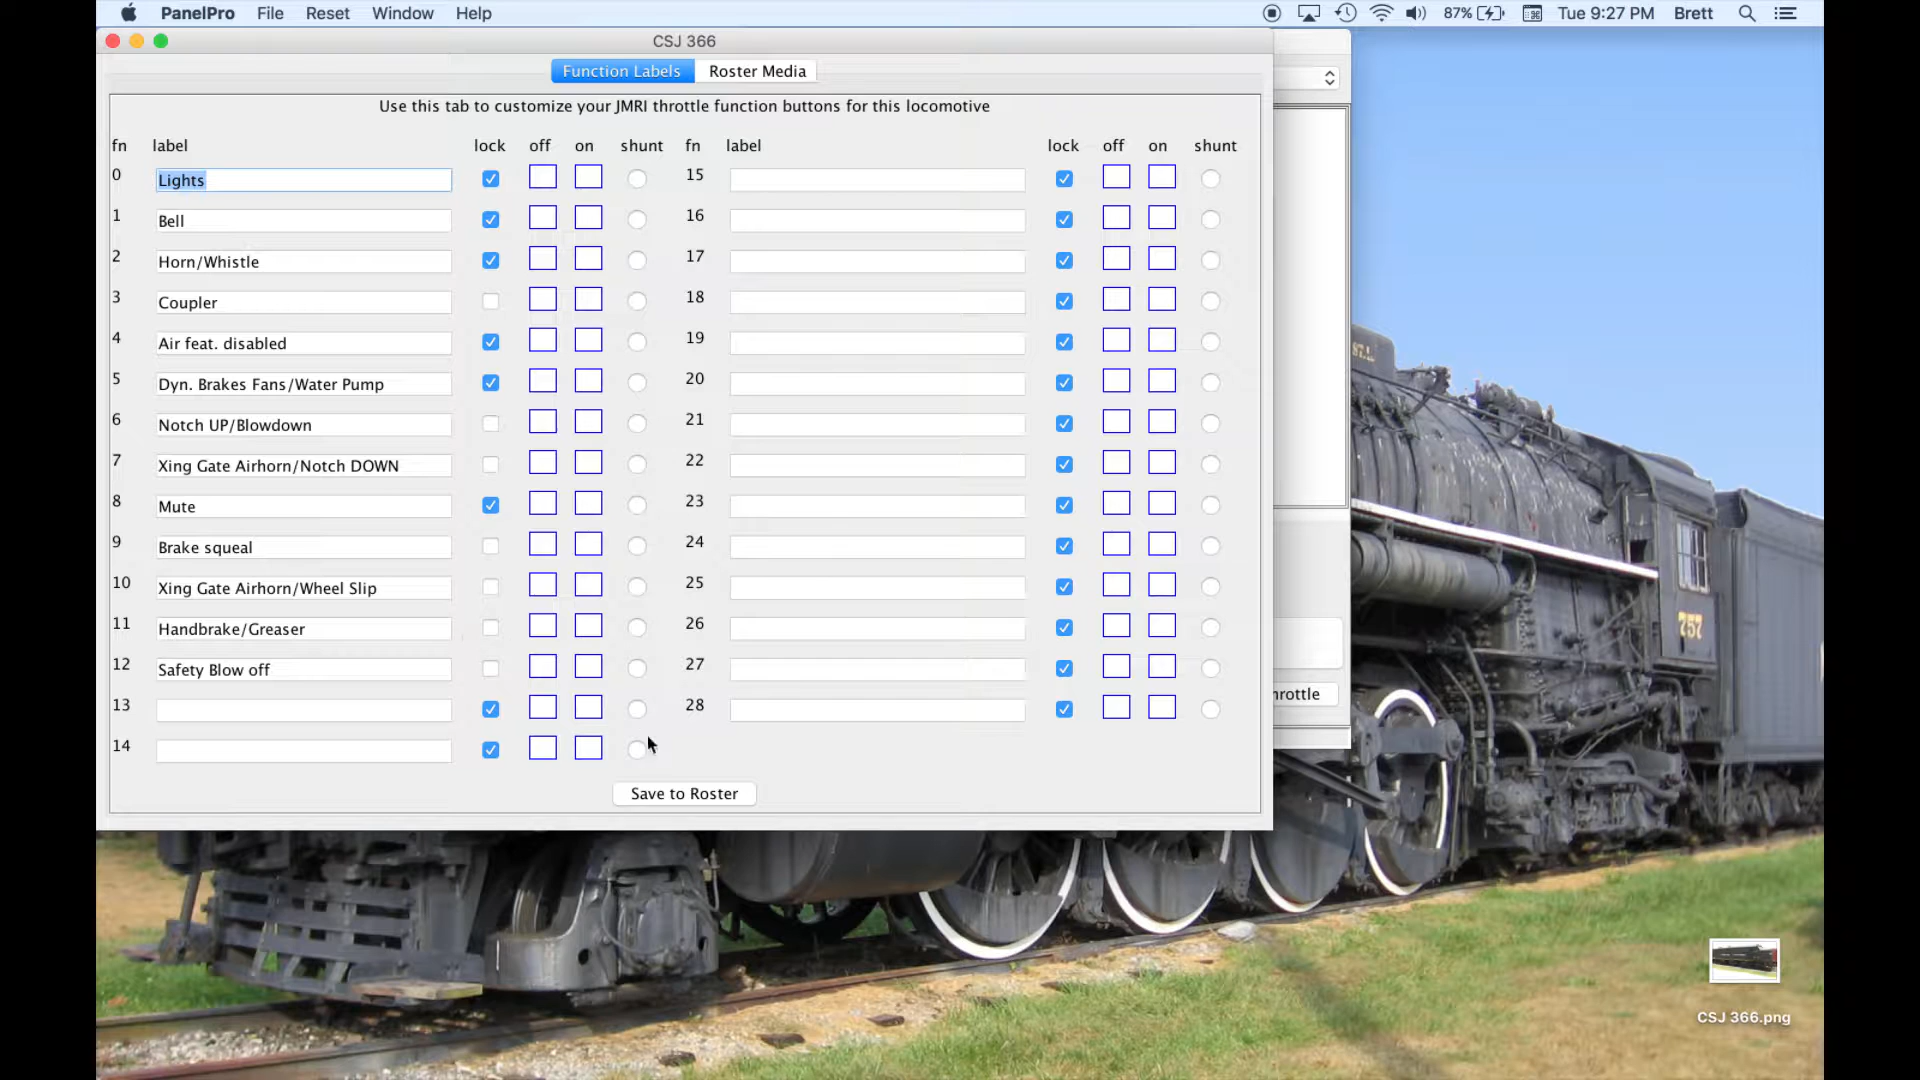 PanelPro File Reset Window Help 87% Tue 9:27 PM Brett
CSJ 366
Function Labels Roster Media
Use this tab to customize your JMRI throttle function buttons for this locomotive
fn label lock off on shunt fn label lock off on shunt
0 Lights 15
1 Bell 16
2 Horn/Whistle 17
3 Coupler 18
4 Air feat. disabled 19
5 Dyn. Brakes Fans/Water Pump 20
6 Notch UP/Blowdown 21
7 Xing Gate Airhorn/Notch DOWN 22
8 Mute 23
9 Brake squeal 24
10 Xing Gate Airhorn/Wheel Slip 25
11 Handbrake/Greaser 26
12 Safety Blow off 27
13 28
14
Save to Roster
hrottle
757
CSJ 366.png